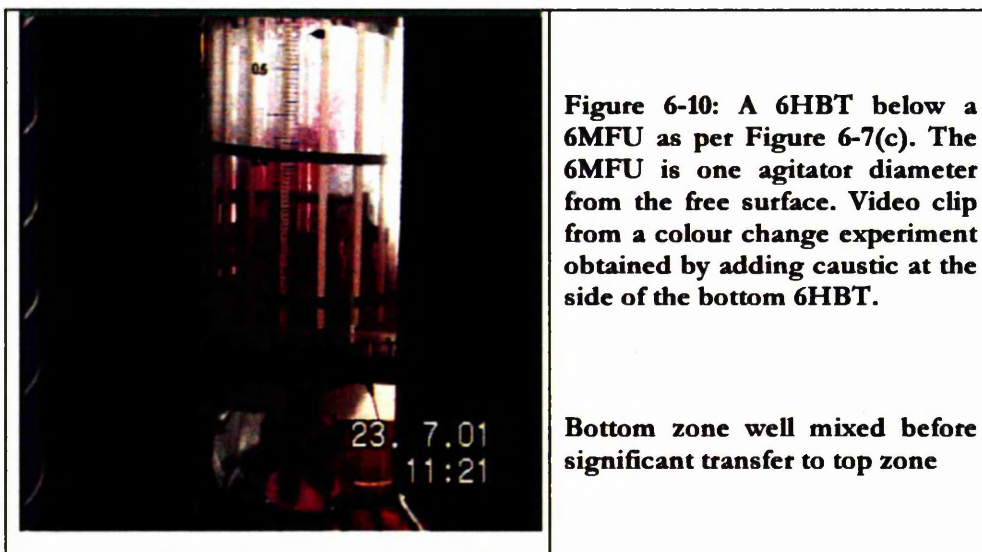 0.5
23. 7.01
11:21
Figure 6-10: A 6HBT below a
6MFU as per Figure 6-7(c). The
6MFU is one agitator diameter
from the free surface. Video clip
from a colour change experiment
obtained by adding caustic at the
side of the bottom 6HBT.
Bottom zone well mixed before
significant transfer to top zone